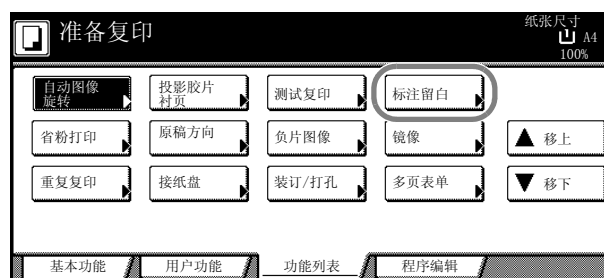 准备复印
纸张尺寸
A4
100%
自动图像
旋转
投影胶片
衬页
测试复印
标注留白
省粉打印
原稿方向
负片图像
镜像
移上
重复复印
接纸盘
装订/打孔
多页表单
移下
基本功能
用户功能
功能列表
程序编辑